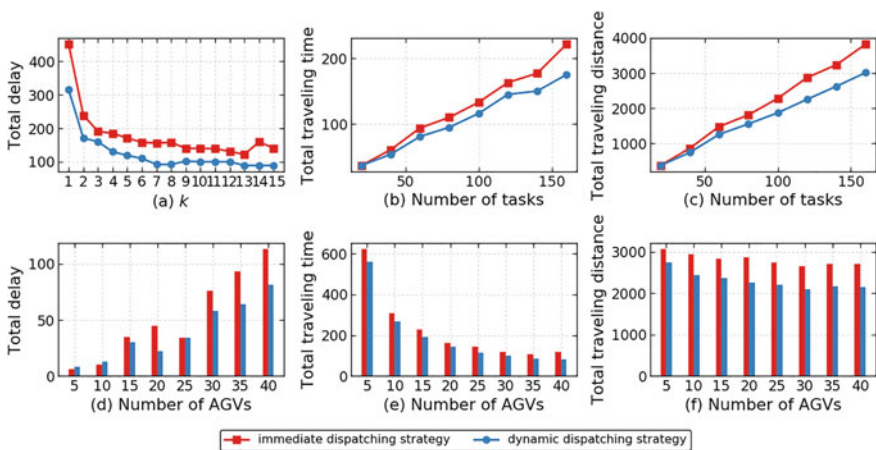 Total delay
400
300
200
100
1 2 3 4 5 6 7 8 9 10 11 12 13 14 15
(a) k
Total traveling time
200
100
50 100 150
(b) Number of tasks
Total traveling distance
4000
3000
2000
1000
50 100 150
(c) Number of tasks
Total delay
100
50
0
5 10 15 20 25 30 35 40
(d) Number of AGVs
Total traveling time
600
400
200
0
5 10 15 20 25 30 35 40
(e) Number of AGVs
Total traveling distance
3000
2000
1000
0
5 10 15 20 25 30 35 40
(f) Number of AGVs
immediate dispatching strategy dynamic dispatching strategy